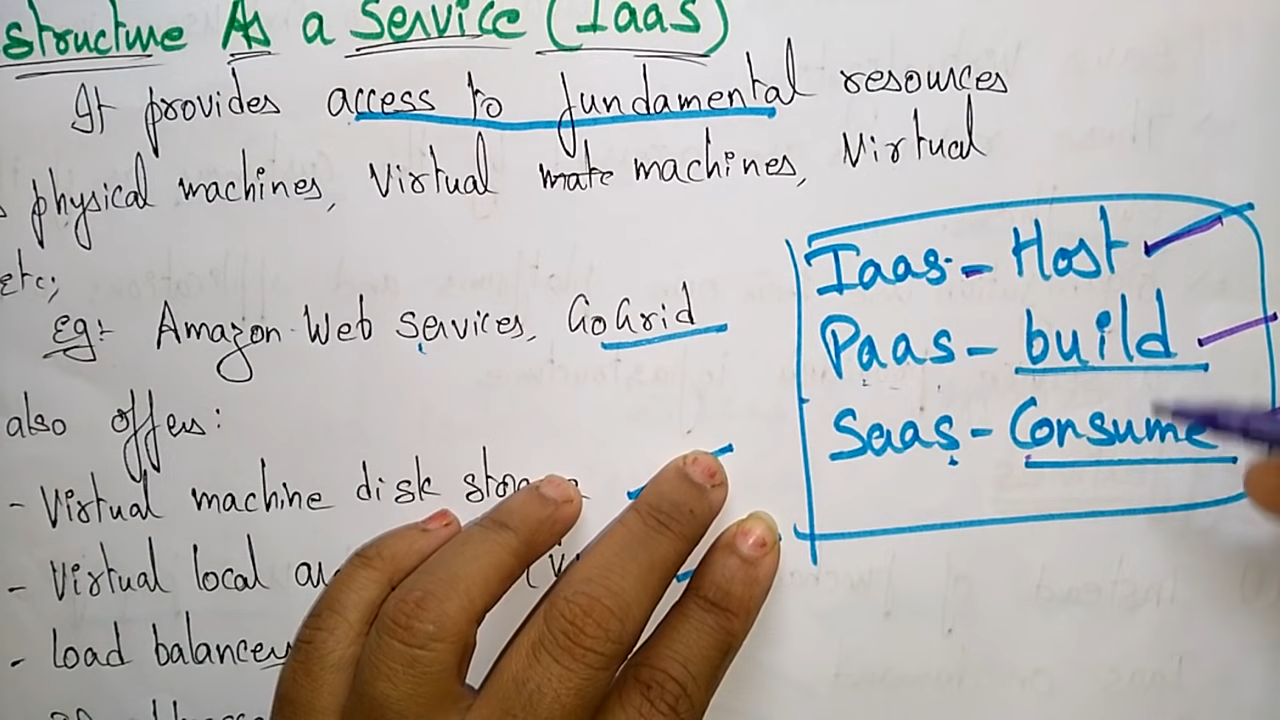 structure As a Service (Iaas)
It provides access to fundamental resources
physical machines, Virtual mate machines, Virtual
etc;
Eg:- Amazon Web services, GoGrid
also offers:
- Virtual machine disk
- Virtual local
- load balancers
Iaas - Host
Paas - build
Saas - Consume